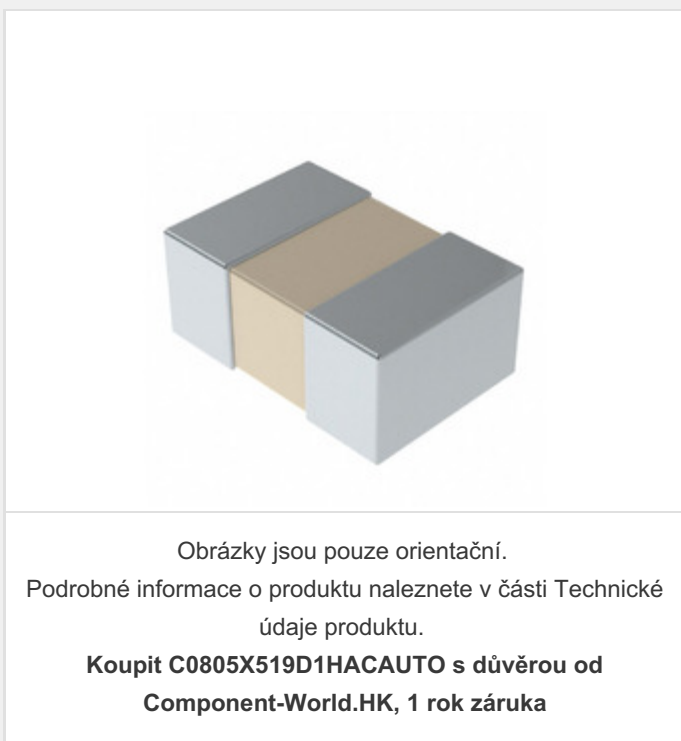 Obrázky jsou pouze orientační.
Podrobné informace o produktu naleznete v části Technické
údaje produktu.
Koupit C0805X519D1HACAUTO s důvěrou od
Component-World.HK, 1 rok záruka